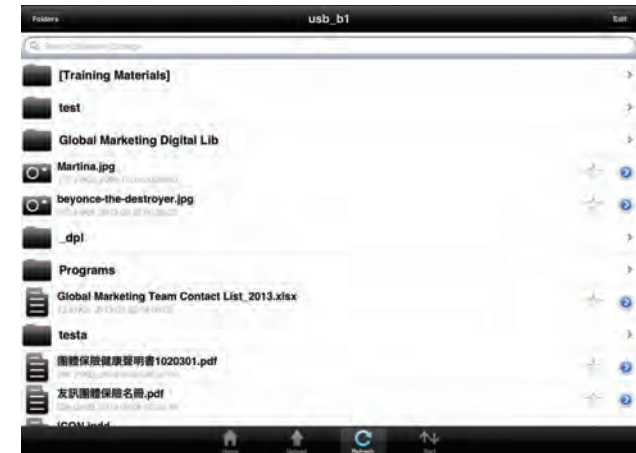 Folders
usb_b1
Edit
[Training Materials]
test
Global Marketing Digital Lib
Martina.jpg
beyonce-the-destroyer.jpg
_dpl
Programs
Global Marketing Team Contact List_2013.xlsx
testa
團體保險健康聲明書1020301.pdf
友訊團體保險名冊.pdf
ICON.indd
Home
Upload
Refresh
Sort